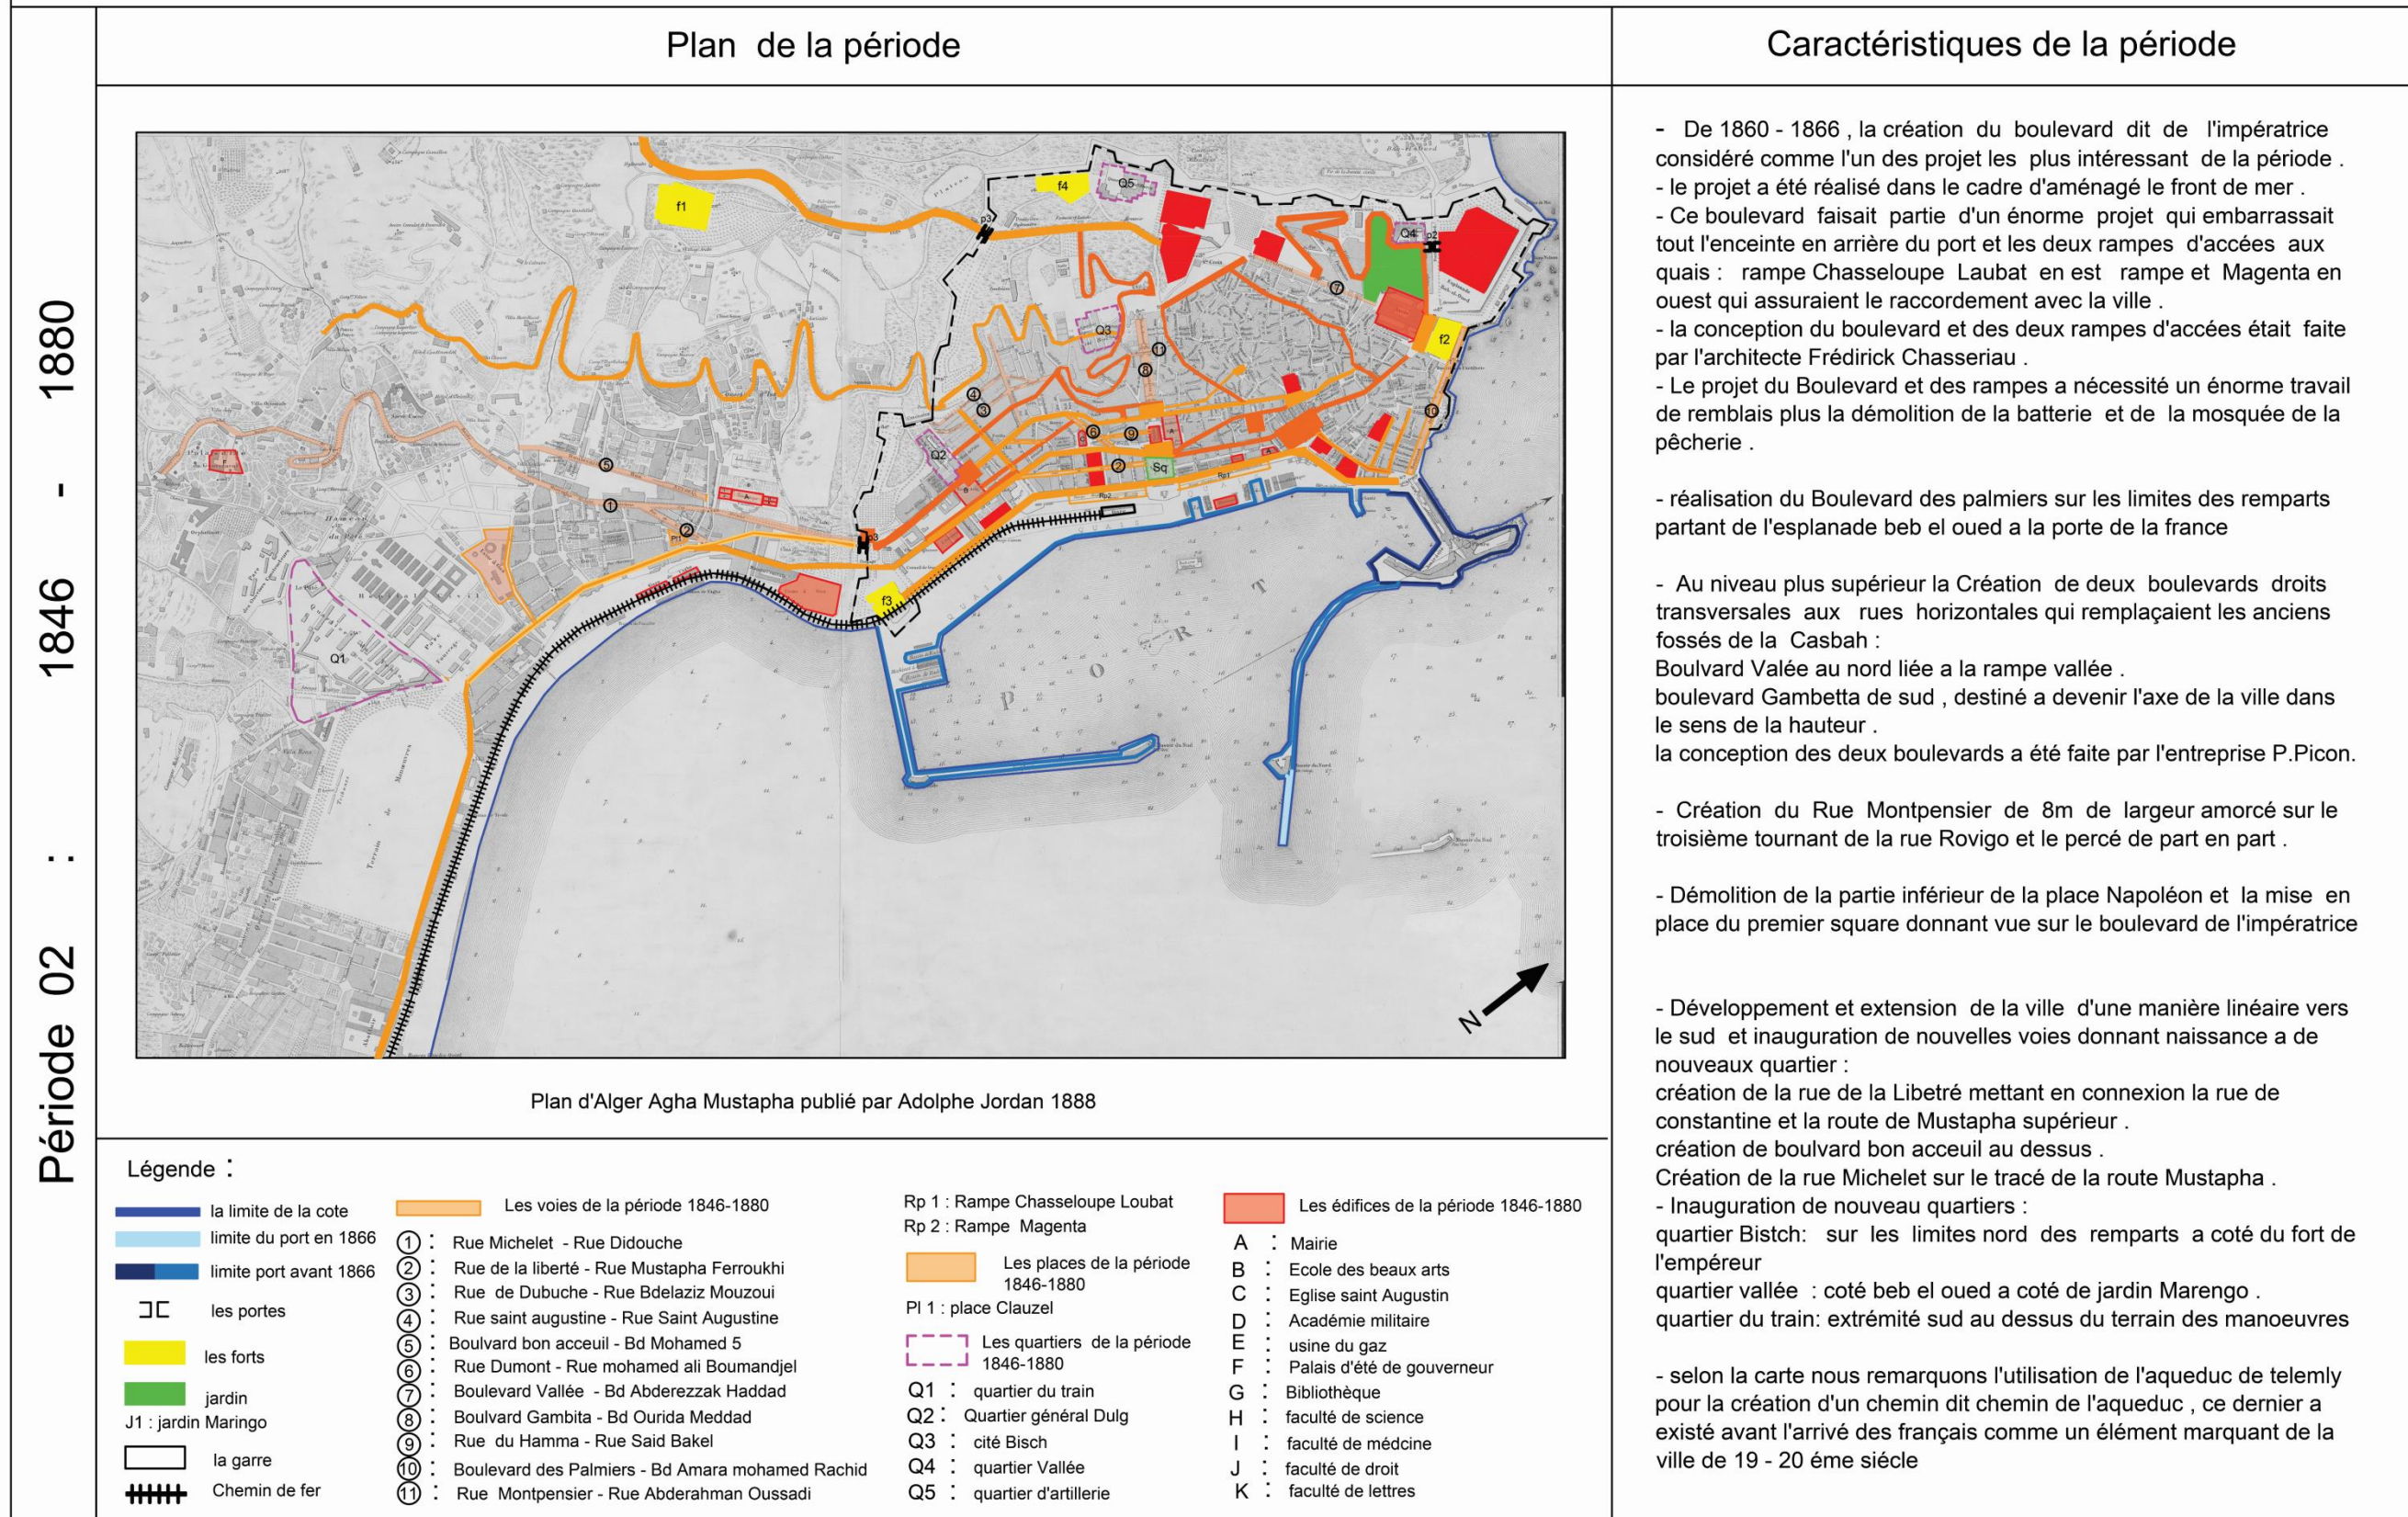 Période 02 : 1846 - 1880
Plan de la période
f1
f4
Q5
p3
Q4
p2
f2
7
Q3
11
8
4
3
10
6
9
Q2
2
Sq
Rp1
Rp2
5
1
A
2
Pl1
p3
f3
Q1
P O R T
N
Plan d'Alger Agha Mustapha publié par Adolphe Jordan 1888
Légende :
la limite de la cote
limite du port en 1866
limite port avant 1866
les portes
les forts
jardin
J1 : jardin Maringo
la garre
Chemin de fer
Les voies de la période 1846-1880
1 : Rue Michelet - Rue Didouche
2 : Rue de la liberté - Rue Mustapha Ferroukhi
3 : Rue de Dubuche - Rue Bdelaziz Mouzoui
4 : Rue saint augustine - Rue Saint Augustine
5 : Boulvard bon acceuil - Bd Mohamed 5
6 : Rue Dumont - Rue mohamed ali Boumandjel
7 : Boulevard Vallée - Bd Abderezzak Haddad
8 : Boulvard Gambita - Bd Ourida Meddad
9 : Rue du Hamma - Rue Said Bakel
10 : Boulevard des Palmiers - Bd Amara mohamed Rachid
11 : Rue Montpensier - Rue Abderahman Oussadi
Rp 1 : Rampe Chasseloupe Loubat
Rp 2 : Rampe Magenta
Les places de la période
1846-1880
Pl 1 : place Clauzel
Les quartiers de la période
1846-1880
Q1 : quartier du train
Q2 : Quartier général Dulg
Q3 : cité Bisch
Q4 : quartier Vallée
Q5 : quartier d'artillerie
Les édifices de la période 1846-1880
A : Mairie
B : Ecole des beaux arts
C : Eglise saint Augustin
D : Académie militaire
E : usine du gaz
F : Palais d'été de gouverneur
G : Bibliothèque
H : faculté de science
I : faculté de médcine
J : faculté de droit
K : faculté de lettres
Caractéristiques de la période
- De 1860 - 1866 , la création du boulevard dit de l'impératrice
considéré comme l'un des projet les plus intéressant de la période .
- le projet a été réalisé dans le cadre d'aménagé le front de mer .
- Ce boulevard faisait partie d'un énorme projet qui embarrassait
tout l'enceinte en arrière du port et les deux rampes d'accées aux
quais : rampe Chasseloupe Laubat en est rampe et Magenta en
ouest qui assuraient le raccordement avec la ville .
- la conception du boulevard et des deux rampes d'accées était faite
par l'architecte Frédirick Chasseriau .
- Le projet du Boulevard et des rampes a nécessité un énorme travail
de remblais plus la démolition de la batterie et de la mosquée de la
pêcherie .
- réalisation du Boulevard des palmiers sur les limites des remparts
partant de l'esplanade beb el oued a la porte de la france
- Au niveau plus supérieur la Création de deux boulevards droits
transversales aux rues horizontales qui remplaçaient les anciens
fossés de la Casbah :
Boulvard Valée au nord liée a la rampe vallée .
boulevard Gambetta de sud , destiné a devenir l'axe de la ville dans
le sens de la hauteur .
la conception des deux boulevards a été faite par l'entreprise P.Picon.
- Création du Rue Montpensier de 8m de largeur amorcé sur le
troisième tournant de la rue Rovigo et le percé de part en part .
- Démolition de la partie inférieur de la place Napoléon et la mise en
place du premier square donnant vue sur le boulevard de l'impératrice
- Développement et extension de la ville d'une manière linéaire vers
le sud et inauguration de nouvelles voies donnant naissance a de
nouveaux quartier :
création de la rue de la Libetré mettant en connexion la rue de
constantine et la route de Mustapha supérieur .
création de boulvard bon acceuil au dessus .
Création de la rue Michelet sur le tracé de la route Mustapha .
- Inauguration de nouveau quartiers :
quartier Bistch: sur les limites nord des remparts a coté du fort de
l'empéreur
quartier vallée : coté beb el oued a coté de jardin Marengo .
quartier du train: extrémité sud au dessus du terrain des manoeuvres
- selon la carte nous remarquons l'utilisation de l'aqueduc de telemly
pour la création d'un chemin dit chemin de l'aqueduc , ce dernier a
existé avant l'arrivé des français comme un élément marquant de la
ville de 19 - 20 éme siécle